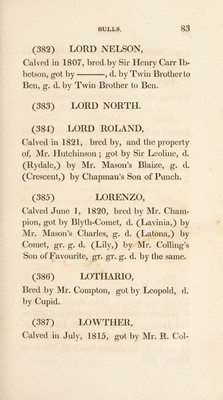 BULLS. 83
(382) LORD NELSON,
Calved in 1807, bred by Sir Henry Carr Ib-
betson, got by ———, d. by Twin Brother to
Ben, g. d. by Twin Brother to Ben.
(383) LORD NORTH.
(384) LORD ROLAND,
Calved in 1821, bred by, and the property
of, Mr. Hutchinson; got by Sir Leoline, d.
(Rydale,) by Mr. Mason's Blaize, g. d.
(Crescent,) by Chapman's Son of Punch.
(385) LORENZO,
Calved June 1, 1820, bred by Mr. Cham-
pion, got by Blyth-Comet, d. (Lavinia,) by
Mr. Mason's Charles, g. d. (Latona,) by
Comet, gr. g. d. (Lily,) by Mr. Colling's
Son of Favourite, gr. gr. g. d. by the same.
(386) LOTHARIO,
Bred by Mr. Compton, got by Leopold, d.
by Cupid.
(387) LOWTHER,
Calved in July, 1815, got by Mr. R. Col-